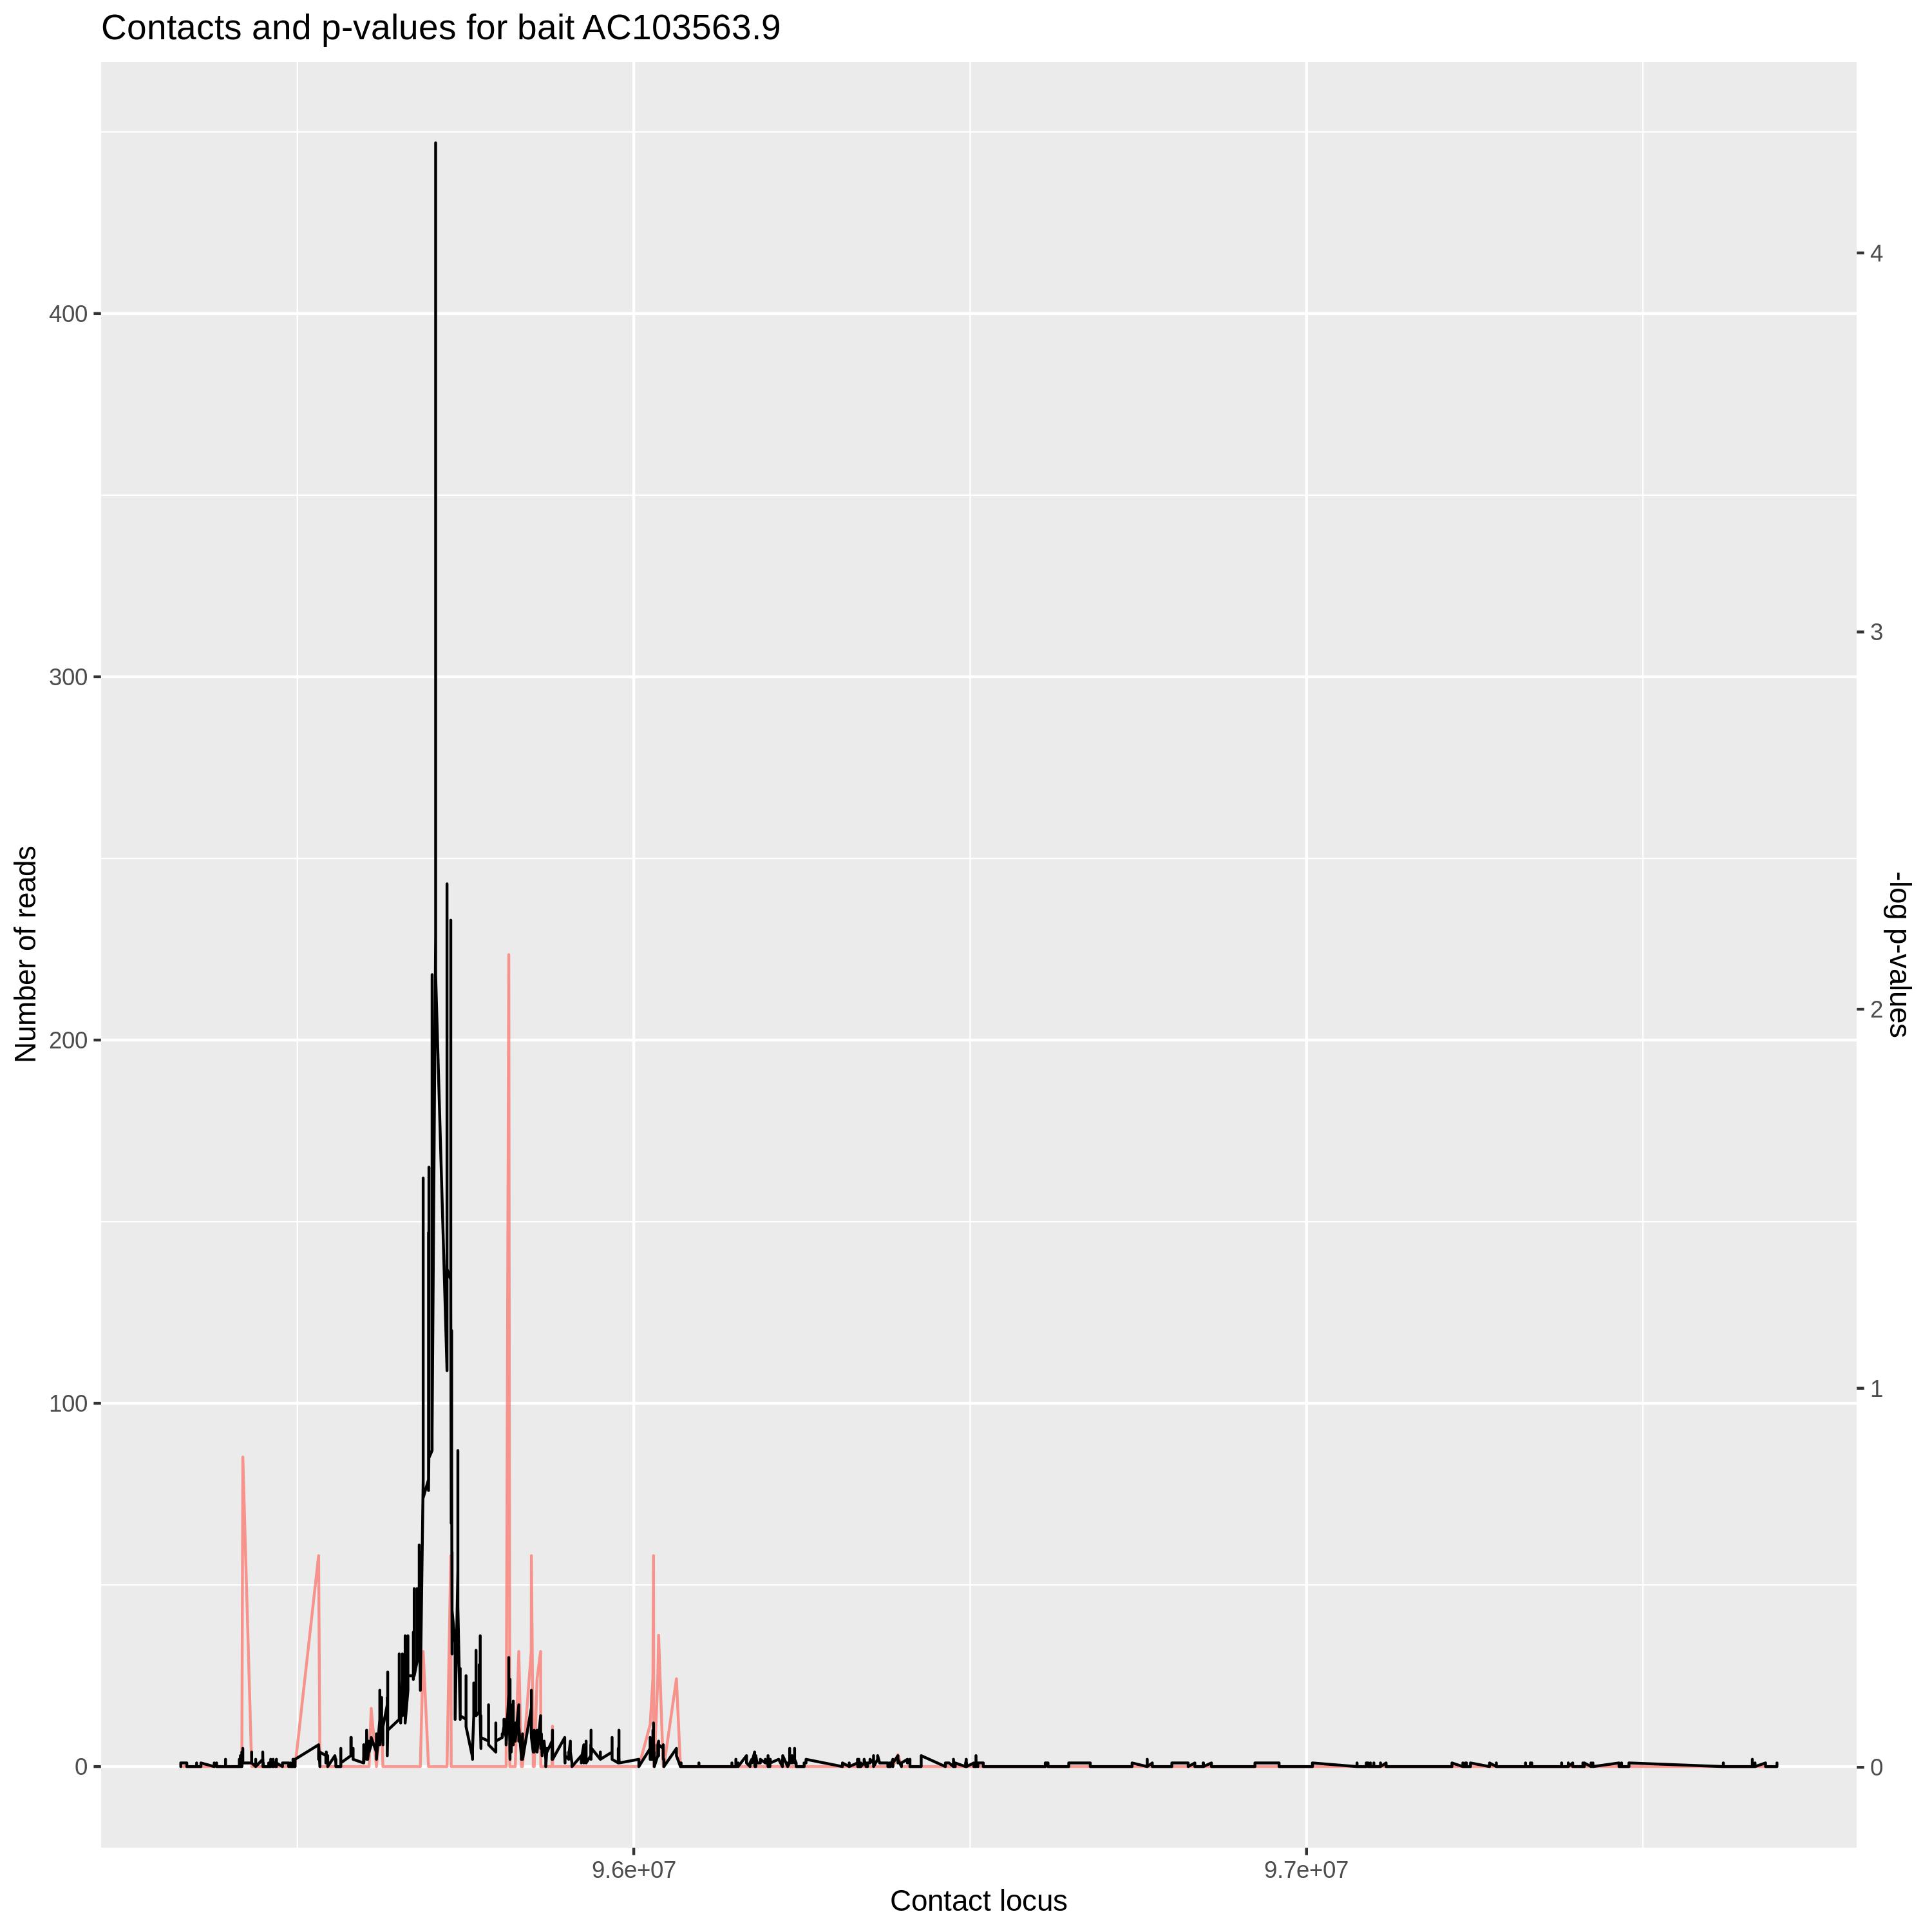 Contacts and p-values for bait AC103563.9
Number of reads
400
300
200
100
0
4
3
2
1
0
-log p-values
9.6e+07
9.7e+07
Contact locus